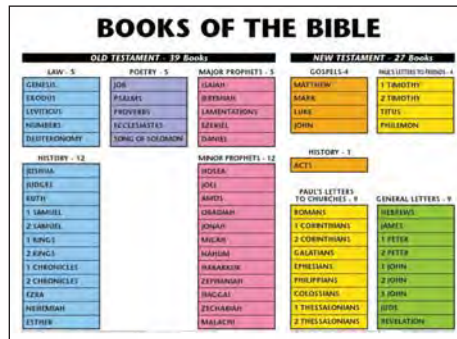 BOOKS OF THE BIBLE
OLD TESTAMENT - 39 Books
LAW - 5
GENESIS
EXODUS
LEVITICUS
NUMBERS
DEUTERONOMY
HISTORY - 12
JOSHUA
JUDGES
RUTH
1 SAMUEL
2 SAMUEL
1 KINGS
2 KINGS
1 CHRONICLES
2 CHRONICLES
EZRA
NEHEMIAH
ESTHER
POETRY - 5
JOB
PSALMS
PROVERBS
ECCLESIASTES
SONG OF SOLOMON
MAJOR PROPHETS - 5
ISAIAH
JEREMIAH
LAMENTATIONS
EZEKIEL
DANIEL
MINOR PROPHETS - 12
HOSEA
JOEL
AMOS
OBADIAH
JONAH
MICAH
NAHUM
HABAKKUK
ZEPHANIAH
HAGGAI
ZECHARIAH
MALACHI
NEW TESTAMENT - 27 Books
GOSPELS-4
MATTHEW
MARK
LUKE
JOHN
HISTORY - 1
ACTS
PAUL'S LETTERS
TO CHURCHES - 9
ROMANS
1 CORINTHIANS
2 CORINTHIANS
GALATIANS
EPHESIANS
PHILIPPIANS
COLOSSIANS
1 THESSALONIANS
2 THESSALONIANS
PAUL'S LETTERS TO FRIENDS - 4
1 TIMOTHY
2 TIMOTHY
TITUS
PHILEMON
GENERAL LETTERS - 9
HEBREWS
JAMES
1 PETER
2 PETER
1 JOHN
2 JOHN
3 JOHN
JUDE
REVELATION